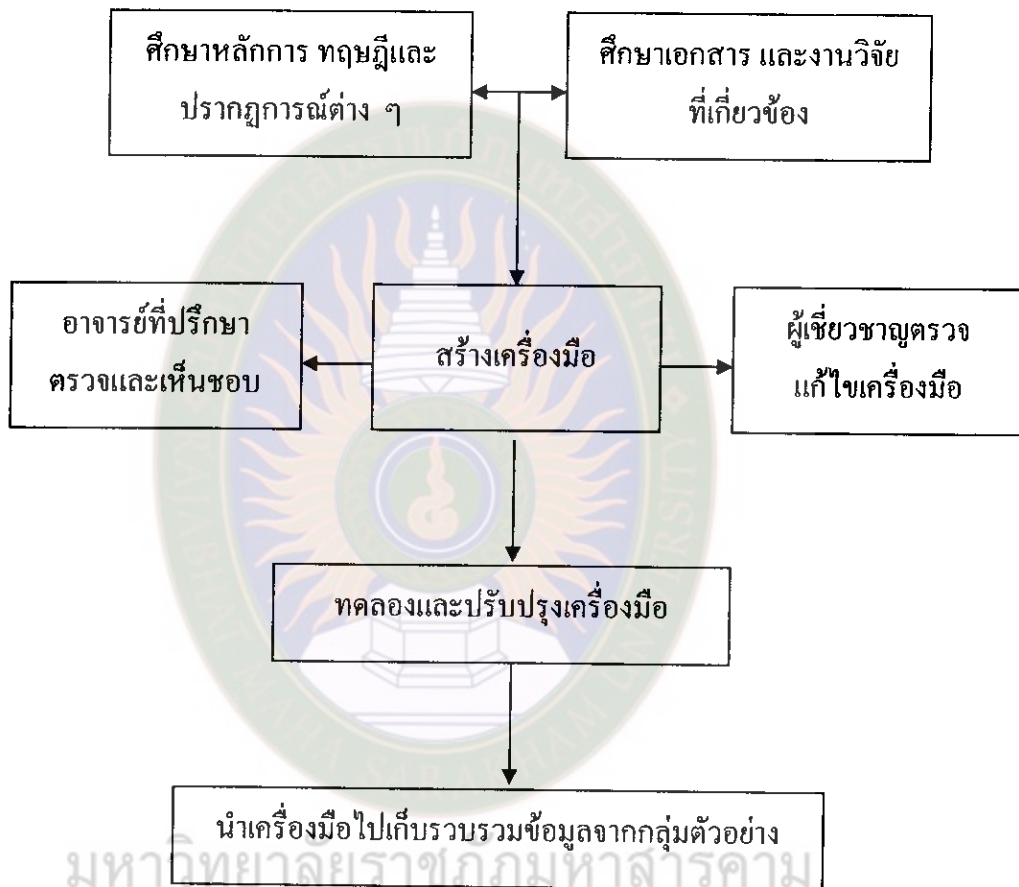 ศึกษาหลักการ ทฤษฎีและ
ปรากฏการณ์ต่าง ๆ
ศึกษาเอกสาร และงานวิจัย
ที่เกี่ยวข้อง
อาจารย์ที่ปรึกษา
ตรวจและเห็นชอบ
สร้างเครื่องมือ
ผู้เชี่ยวชาญตรวจ
แก้ไขเครื่องมือ
ทดลองและปรับปรุงเครื่องมือ
นำเครื่องมือไปเก็บรวบรวมข้อมูลจากกลุ่มตัวอย่าง
มหาวิทยาลัยราชภัฏมหาสารคาม
MAHA SARAKHAM UNIVERSITY